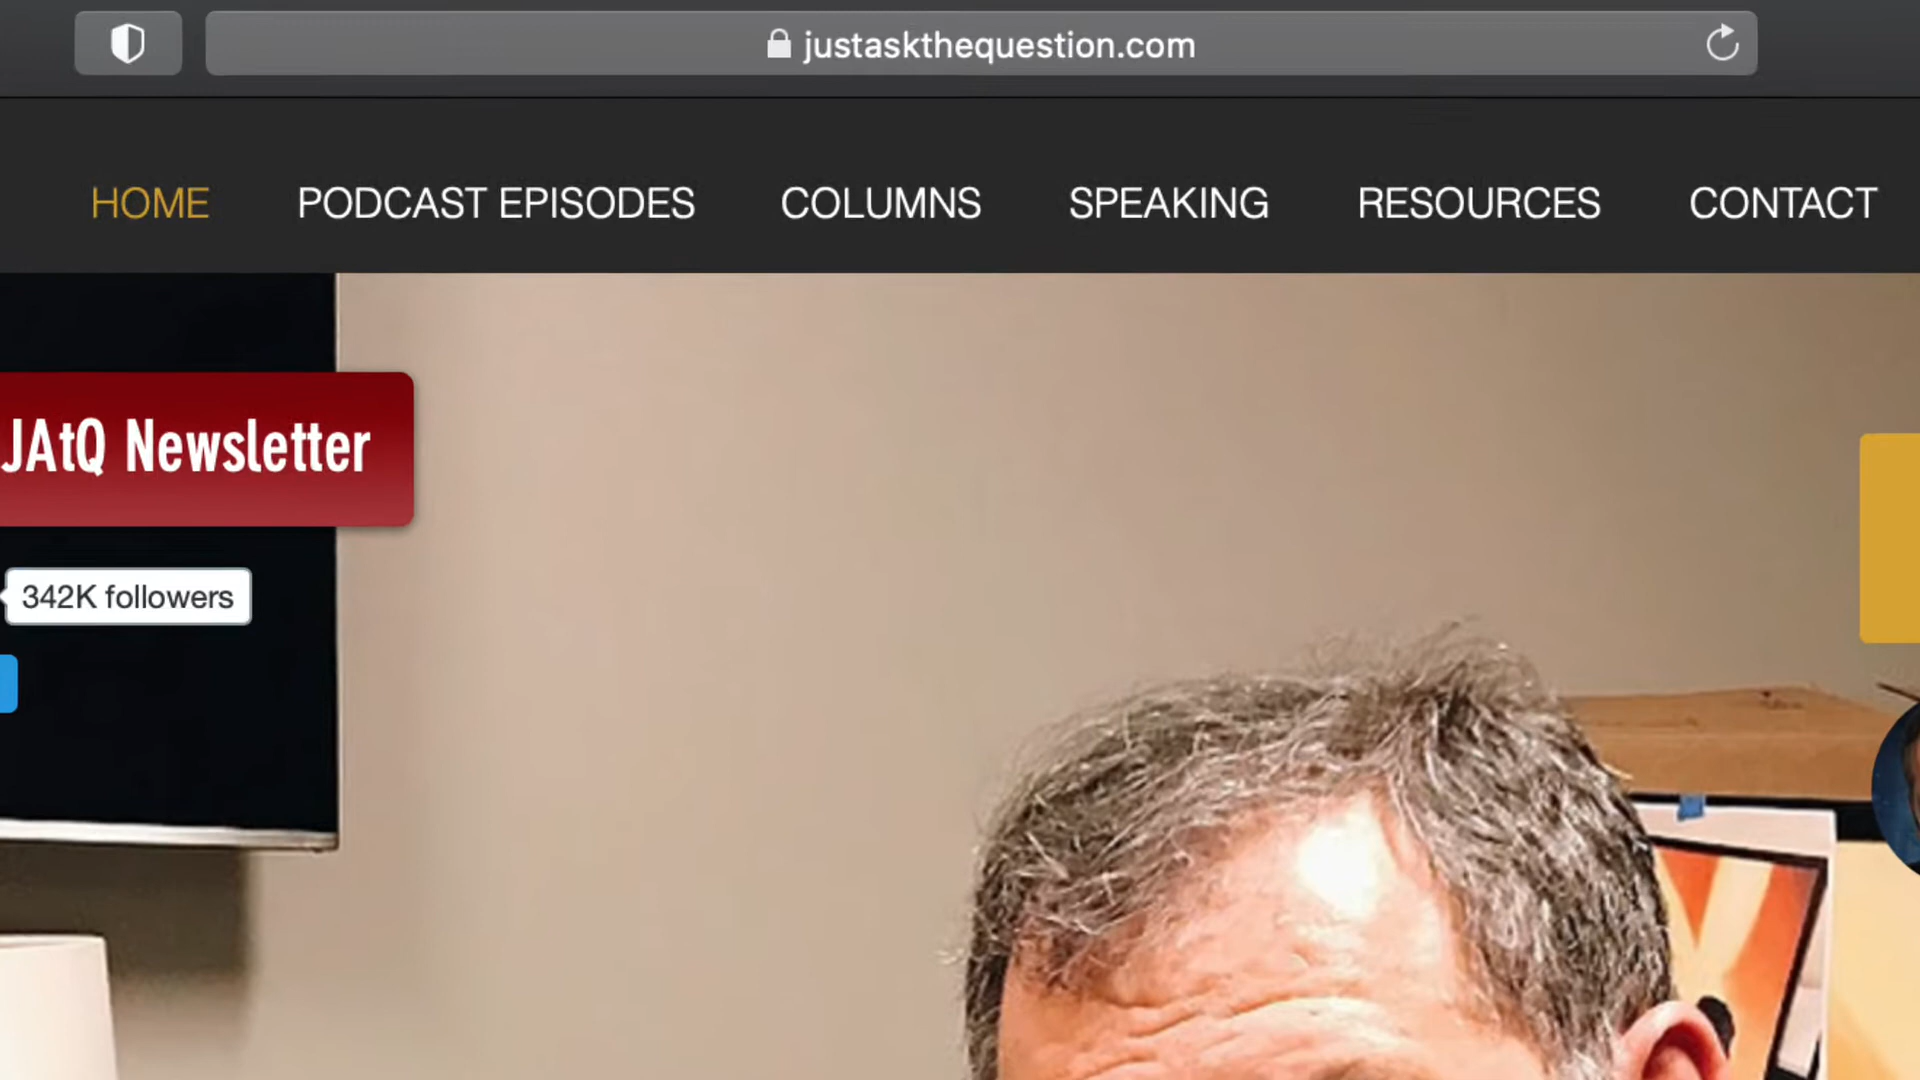 justaskthequestion.com
HOME PODCAST EPISODES COLUMNS SPEAKING RESOURCES CONTACT
JAtQ Newsletter
342K followers